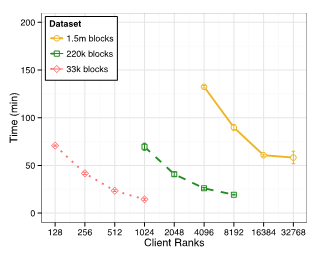 Dataset
1.5m blocks
220k blocks
33k blocks
200
150
100
50
0
Time (min)
128 256 512 1024 2048 4096 8192 16384 32768
Client Ranks